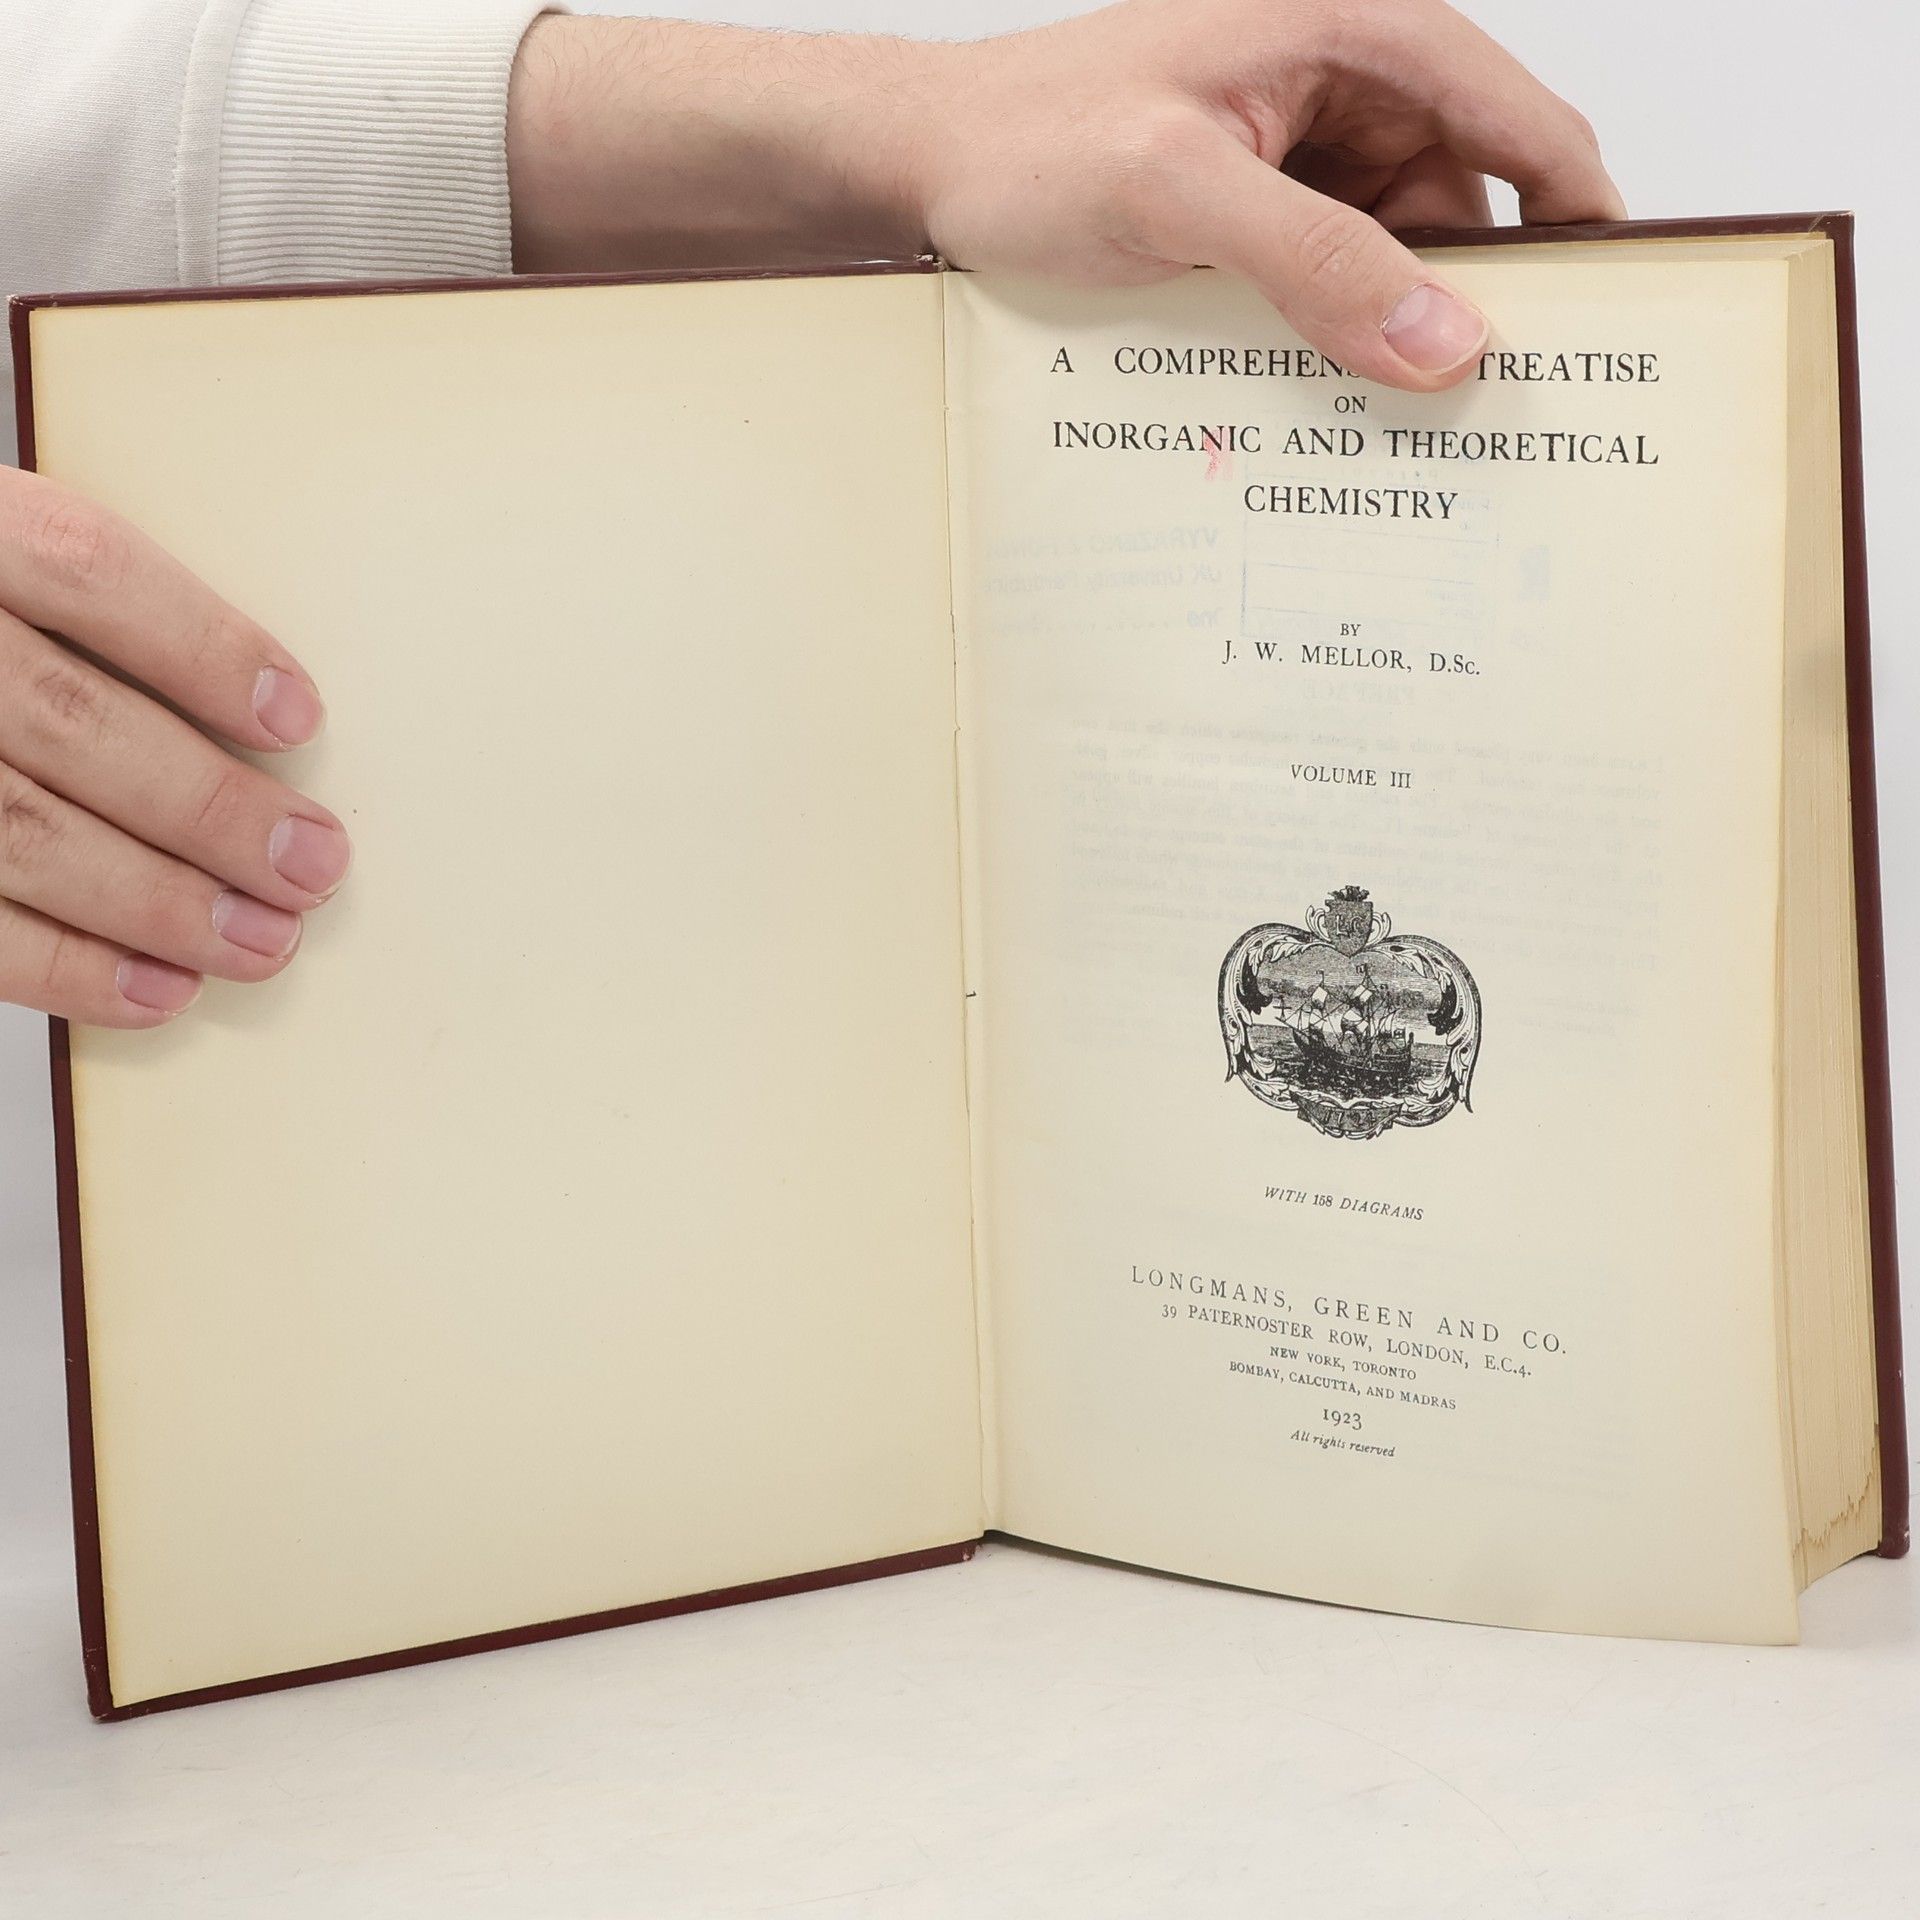 A COMPREHENS TREATISE
ON
INORGANIC AND THEORETICAL
CHEMISTRY
BY
J. W. MELLOR, D.Sc.
VOLUME III
1724
WITH 158 DIAGRAMS
LONGMANS, GREEN AND CO.
39 PATERNOSTER ROW, LONDON, E.C.4.
NEW YORK, TORONTO
BOMBAY, CALCUTTA, AND MADRAS
1923
All rights reserved